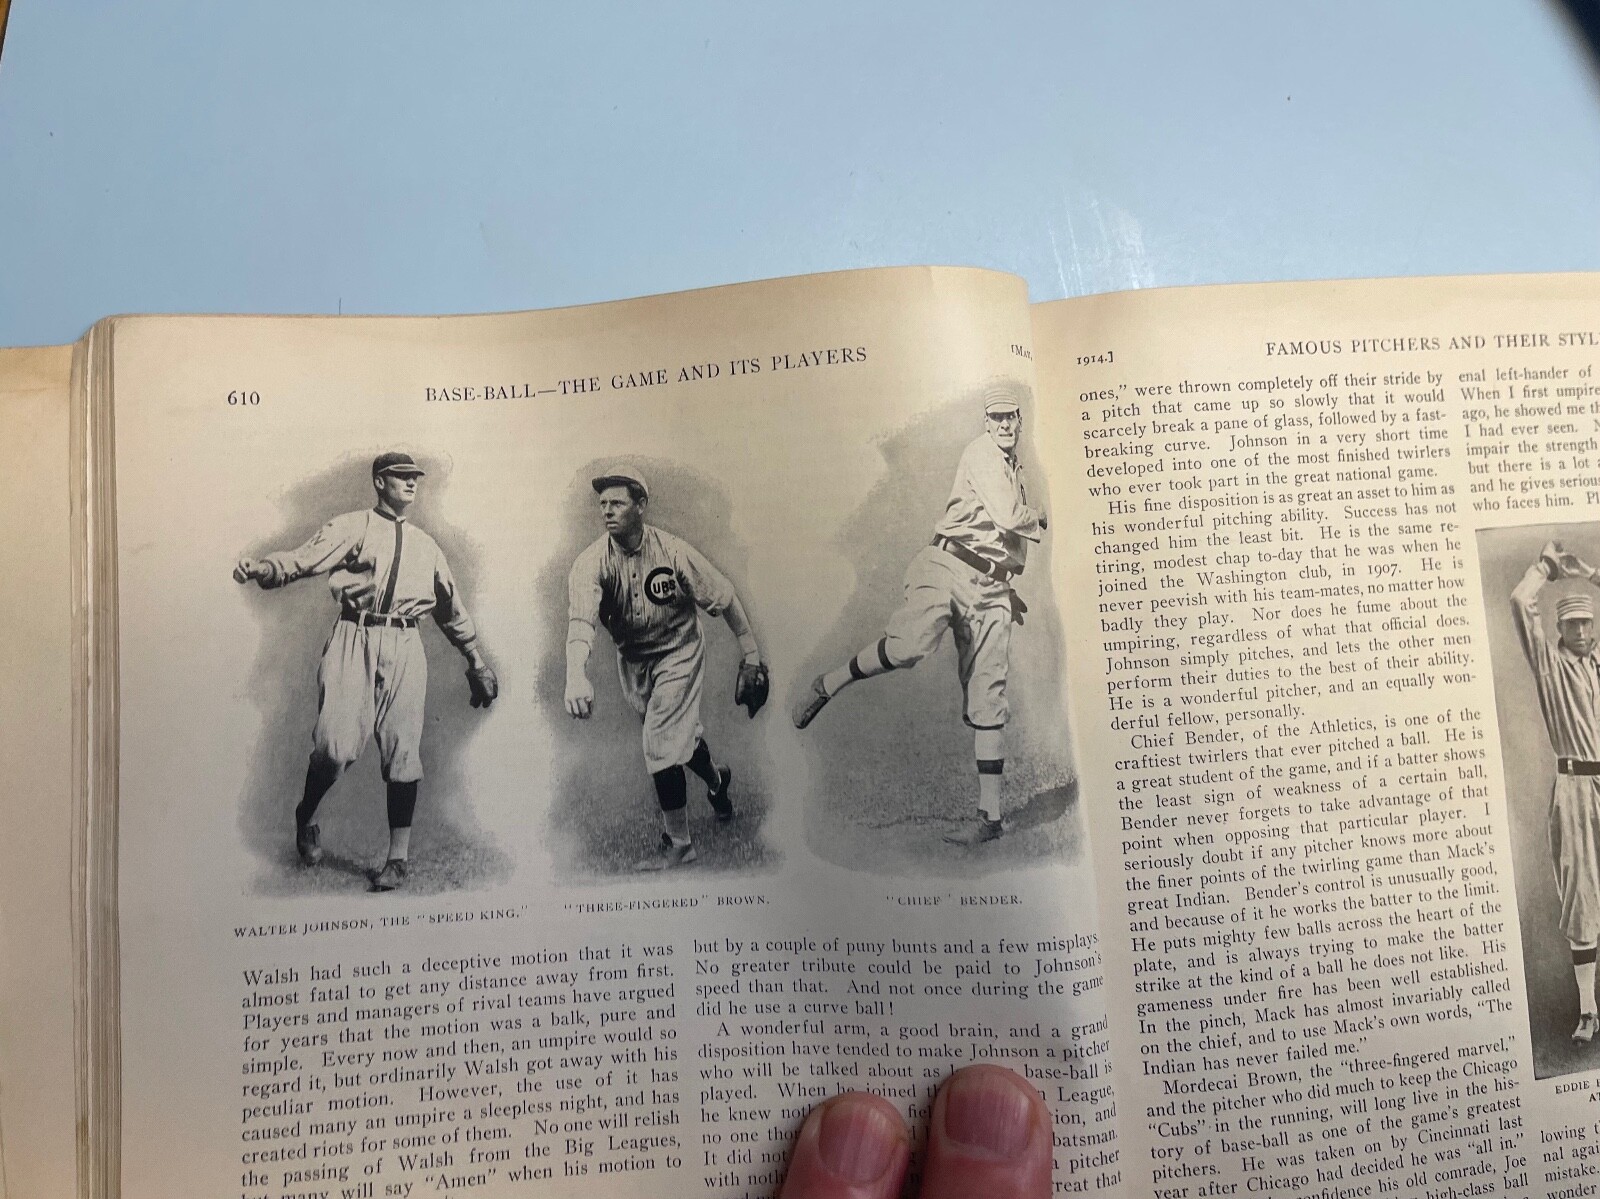 610
BASE-BALL—THE GAME AND ITS PLAYERS
[MAY,
CUBS
WALTER JOHNSON, THE "SPEED KING."
"THREE-FINGERED" BROWN.
"CHIEF" BENDER.
Walsh had such a deceptive motion that it was
almost fatal to get any distance away from first.
Players and managers of rival teams have argued
for years that the motion was a balk, pure and
simple. Every now and then, an umpire would so
regard it, but ordinarily Walsh got away with his
peculiar motion. However, the use of it has
caused many an umpire a sleepless night, and has
created riots for some of them. No one will relish
the passing of Walsh from the Big Leagues,
but many will say "Amen" when his motion to
but by a couple of puny bunts and a few misplays.
No greater tribute could be paid to Johnson's
speed than that. And not once during the game
did he use a curve ball!
A wonderful arm, a good brain, and a grand
disposition have tended to make Johnson a pitcher
who will be talked about as base-ball is
played. When he joined League,
he knew and
no one batsman.
It did not pitcher
with great that
1914.]
FAMOUS PITCHERS AND THEIR STYL
ones," were thrown completely off their stride by
a pitch that came up so slowly that it would
scarcely break a pane of glass, followed by a fast-
breaking curve. Johnson in a very short time
developed into one of the most finished twirlers
who ever took part in the great national game.
His fine disposition is as great an asset to him as
his wonderful pitching ability. Success has not
changed him the least bit. He is the same re-
tiring, modest chap to-day that he was when he
joined the Washington club, in 1907. He is
never peevish with his team-mates, no matter how
badly they play. Nor does he fume about the
umpiring, regardless of what that official does.
Johnson simply pitches, and lets the other men
perform their duties to the best of their ability.
He is a wonderful pitcher, and an equally won-
derful fellow, personally.
Chief Bender, of the Athletics, is one of the
craftiest twirlers that ever pitched a ball. He is
a great student of the game, and if a batter shows
the least sign of weakness of a certain ball,
Bender never forgets to take advantage of that
point when opposing that particular player. I
seriously doubt if any pitcher knows more about
the finer points of the twirling game than Mack's
great Indian. Bender's control is unusually good,
and because of it he works the batter to the limit.
He puts mighty few balls across the heart of the
plate, and is always trying to make the batter
strike at the kind of a ball he does not like. His
gameness under fire has been well established.
In the pinch, Mack has almost invariably called
on the chief, and to use Mack's own words, "The
Indian has never failed me."
Mordecai Brown, the "three-fingered marvel,"
and the pitcher who did much to keep the Chicago
"Cubs" in the running, will long live in the his-
tory of base-ball as one of the game's greatest
pitchers. He was taken on by Cincinnati last
year after Chicago had decided he was "all in."
confidence his old comrade, Joe
high-class ball
enal left-hander of
When I first umpire
ago, he showed me th
I had ever seen. N
impair the strength
but there is a lot a
and he gives seriou
who faces him. Pl
EDDIE
lowing t
nal agai
mistake.
wonder